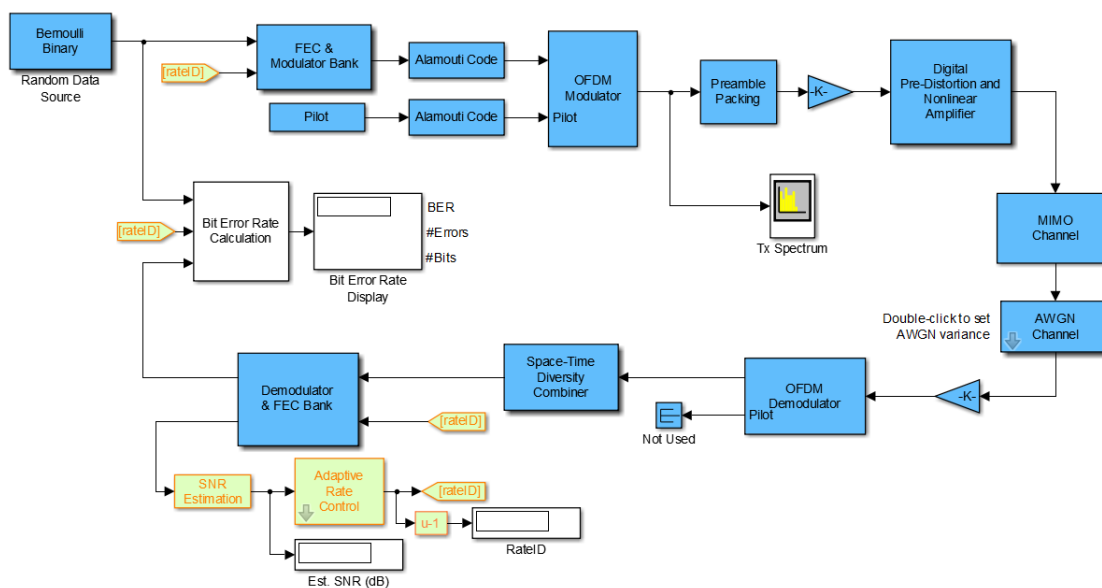 Bernoulli
Binary
Random Data
Source
[rateID]
FEC &
Modulator Bank
Alamouti Code
Pilot
Alamouti Code
OFDM
Modulator
Pilot
Preamble
Packing
-K-
Digital
Pre-Distortion and
Nonlinear
Amplifier
Tx Spectrum
MIMO
Channel
[rateID]
Bit Error Rate
Calculation
BER
#Errors
#Bits
Bit Error Rate
Display
Double-click to set
AWGN variance
AWGN
Channel
-K-
OFDM
Demodulator
Pilot
Not Used
Space-Time
Diversity
Combiner
Demodulator
& FEC Bank
[rateID]
SNR
Estimation
Adaptive
Rate
Control
[rateID]
u-1
RateID
Est. SNR (dB)